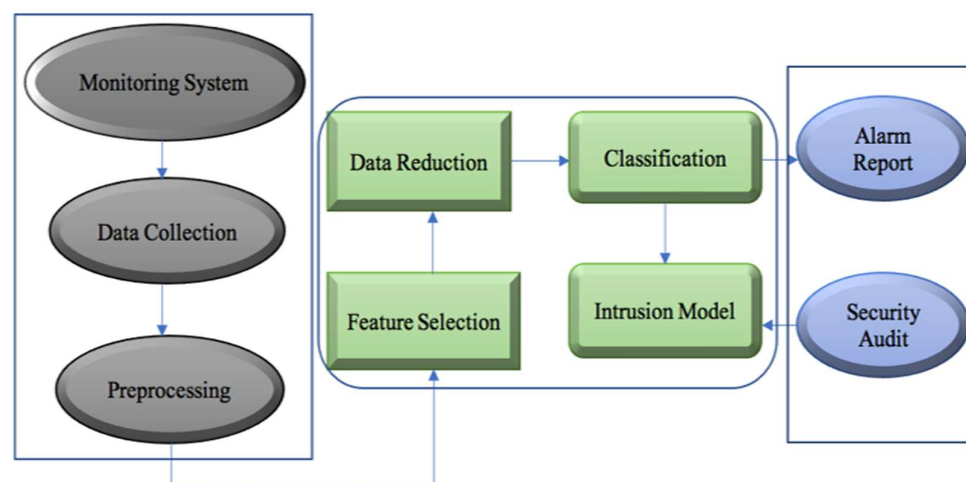 Monitoring System
Data Collection
Preprocessing
Feature Selection
Data Reduction
Classification
Intrusion Model
Alarm
Report
Security
Audit